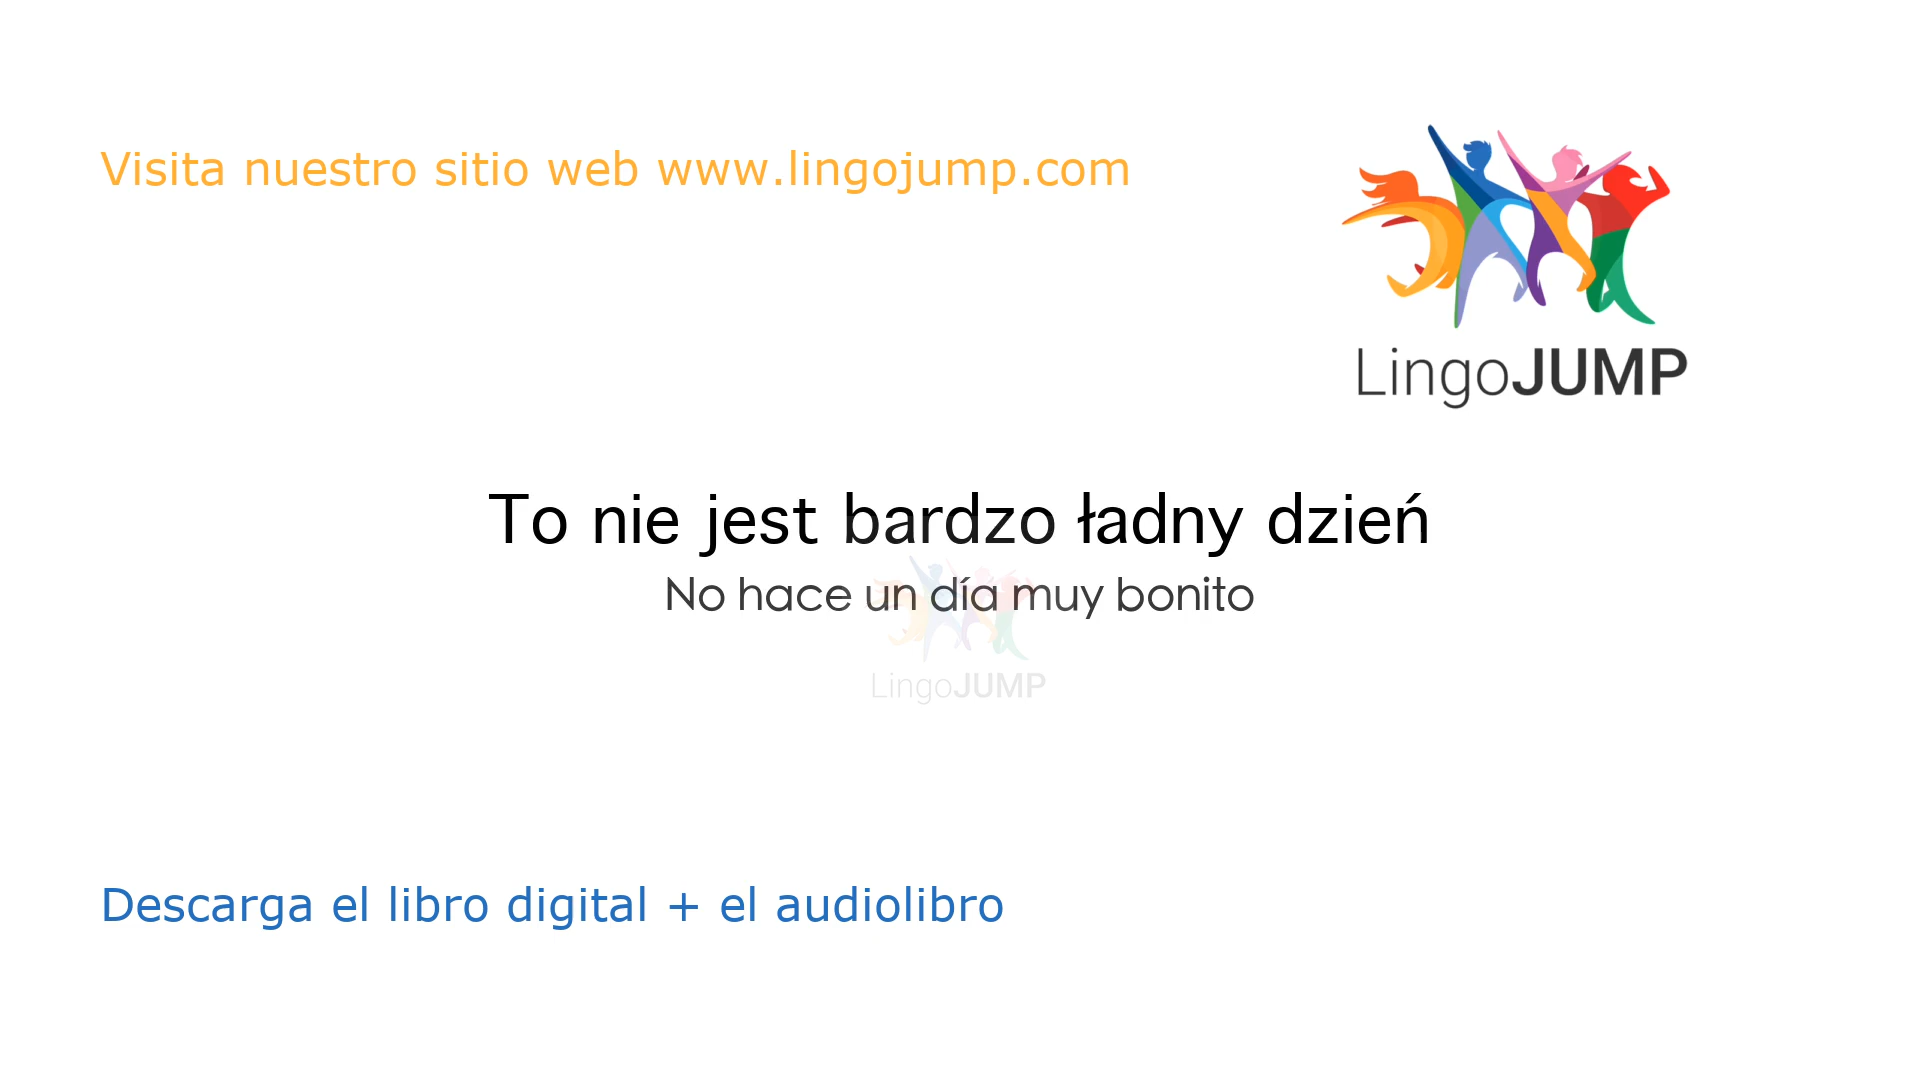 Visita nuestro sitio web www.lingojump.com
LingoJUMP
To nie jest bardzo ładny dzień
No hace un día muy bonito
LingoJUMP
Descarga el libro digital + el audiolibro